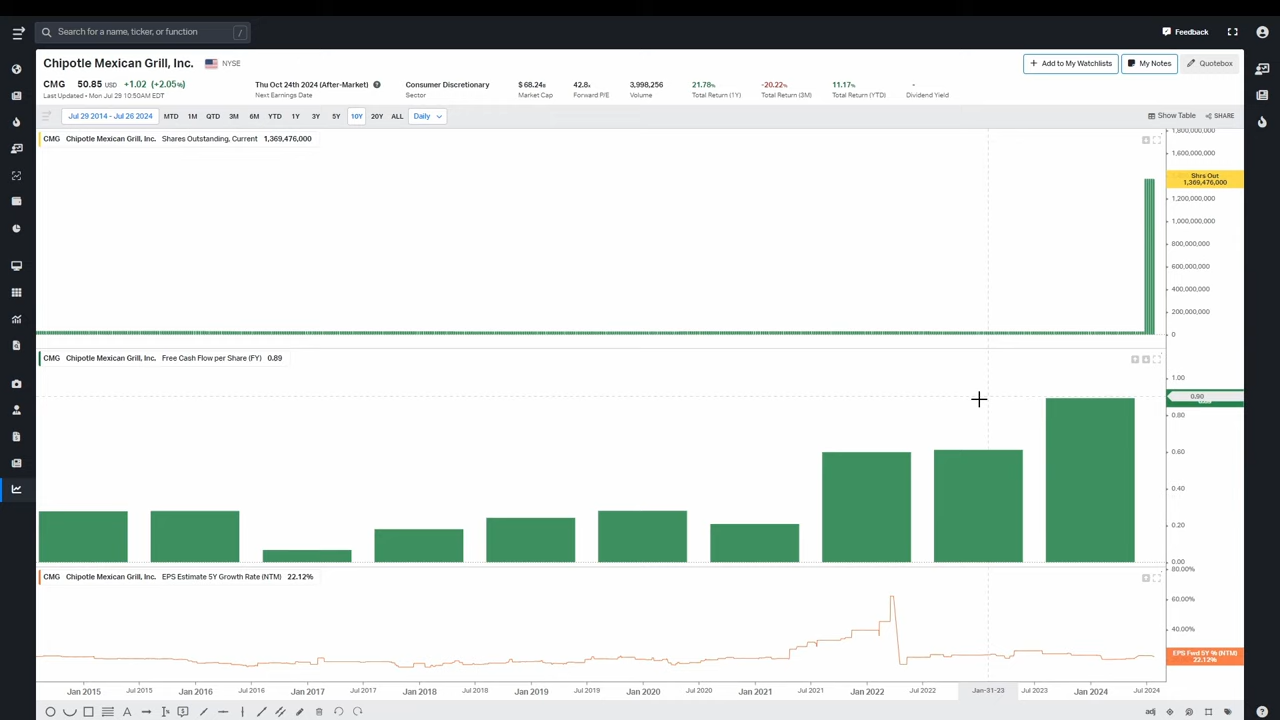 Search for a name, ticker, or function /
Feedback
Chipotle Mexican Grill, Inc. NYSE
+ Add to My Watchlists My Notes Quotebox
CMG 50.85 USD +1.02 (+2.05%)
Last Updated • Mon Jul 29 10:50AM EDT
Thu Oct 24th 2024 (After-Market) ?
Next Earnings Date
Consumer Discretionary
Sector
$ 68.24B
Market Cap
42.8x
Forward P/E
3,998,256
Volume
21.78%
Total Return (1Y)
-20.22%
Total Return (3M)
11.17%
Total Return (YTD)
-
Dividend Yield
Jul 29 2014 - Jul 26 2024 MTD 1M QTD 3M 6M YTD 1Y 3Y 5Y 10Y 20Y ALL Daily
Show Table SHARE
CMG Chipotle Mexican Grill, Inc. Shares Outstanding, Current 1,369,476,000
1,800,000,000
1,600,000,000
Shrs Out
1,369,476,000
1,200,000,000
1,000,000,000
800,000,000
600,000,000
400,000,000
200,000,000
0
CMG Chipotle Mexican Grill, Inc. Free Cash Flow per Share (FY) 0.89
1.00
0.90
0.80
0.60
0.40
0.20
0.00
CMG Chipotle Mexican Grill, Inc. EPS Estimate 5Y Growth Rate (NTM) 22.12%
80.00%
60.00%
40.00%
EPS Fwd 5Y % (NTM)
22.12%
Jan 2015 Jul 2015 Jan 2016 Jul 2016 Jan 2017 Jul 2017 Jan 2018 Jul 2018 Jan 2019 Jul 2019 Jan 2020 Jul 2020 Jan 2021 Jul 2021 Jan 2022 Jul 2022 Jan-31-23 Jul 2023 Jan 2024 Jul 2024
adj